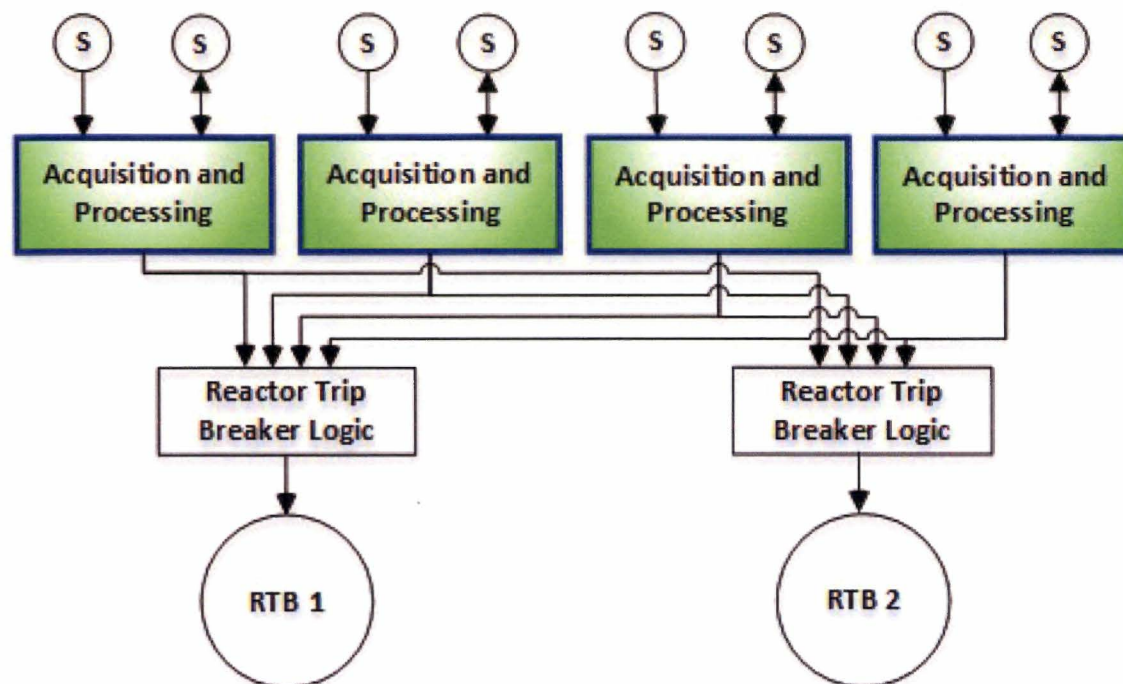 S S S S S S S S
Acquisition and
Processing
Acquisition and
Processing
Acquisition and
Processing
Acquisition and
Processing
Reactor Trip
Breaker Logic
Reactor Trip
Breaker Logic
RTB 1
RTB 2